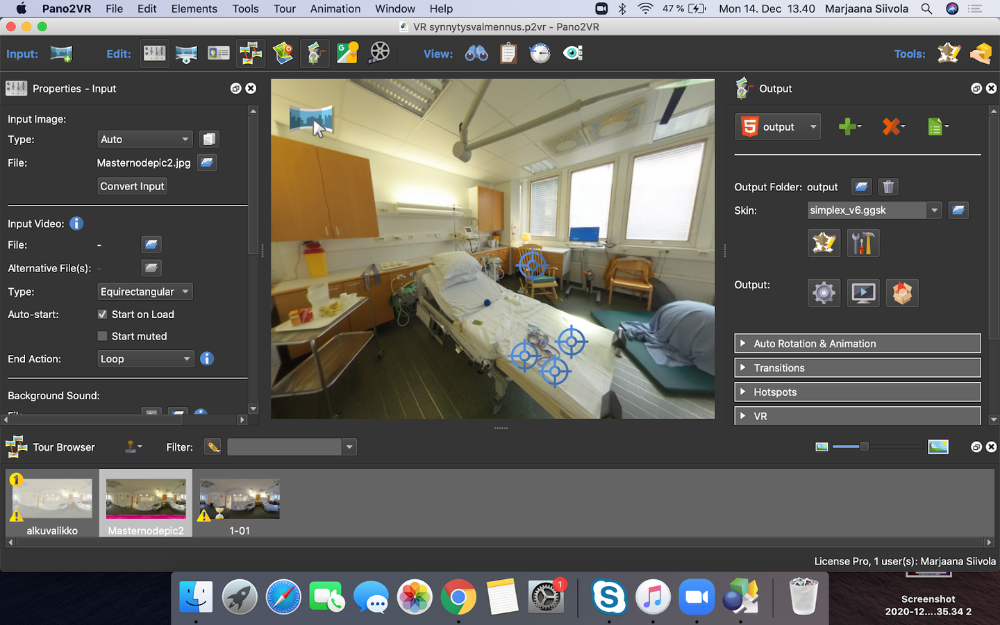 Pano2VR File Edit Elements Tools Tour Animation Window Help 47 % Mon 14. Dec 13.40 Marjaana Siivola
VR synnytysvalmennus.p2vr - Pano2VR
Input: Edit: View: Tools:
Properties - Input
Input Image:
Type: Auto
File: Masternodepic2.jpg
Convert Input
Input Video:
File: -
Alternative File(s): -
Type: Equirectangular
Auto-start: Start on Load
Start muted
End Action: Loop
Background Sound:
Output
output
Output Folder: output
Skin: simplex_v6.ggsk
Output:
Auto Rotation & Animation
Transitions
Hotspots
VR
Tour Browser Filter:
1
alkuvalikko
Masternodepic2
1-01
License Pro, 1 user(s): Marjaana Siivola
1
Screenshot
2020-12....35.34 2